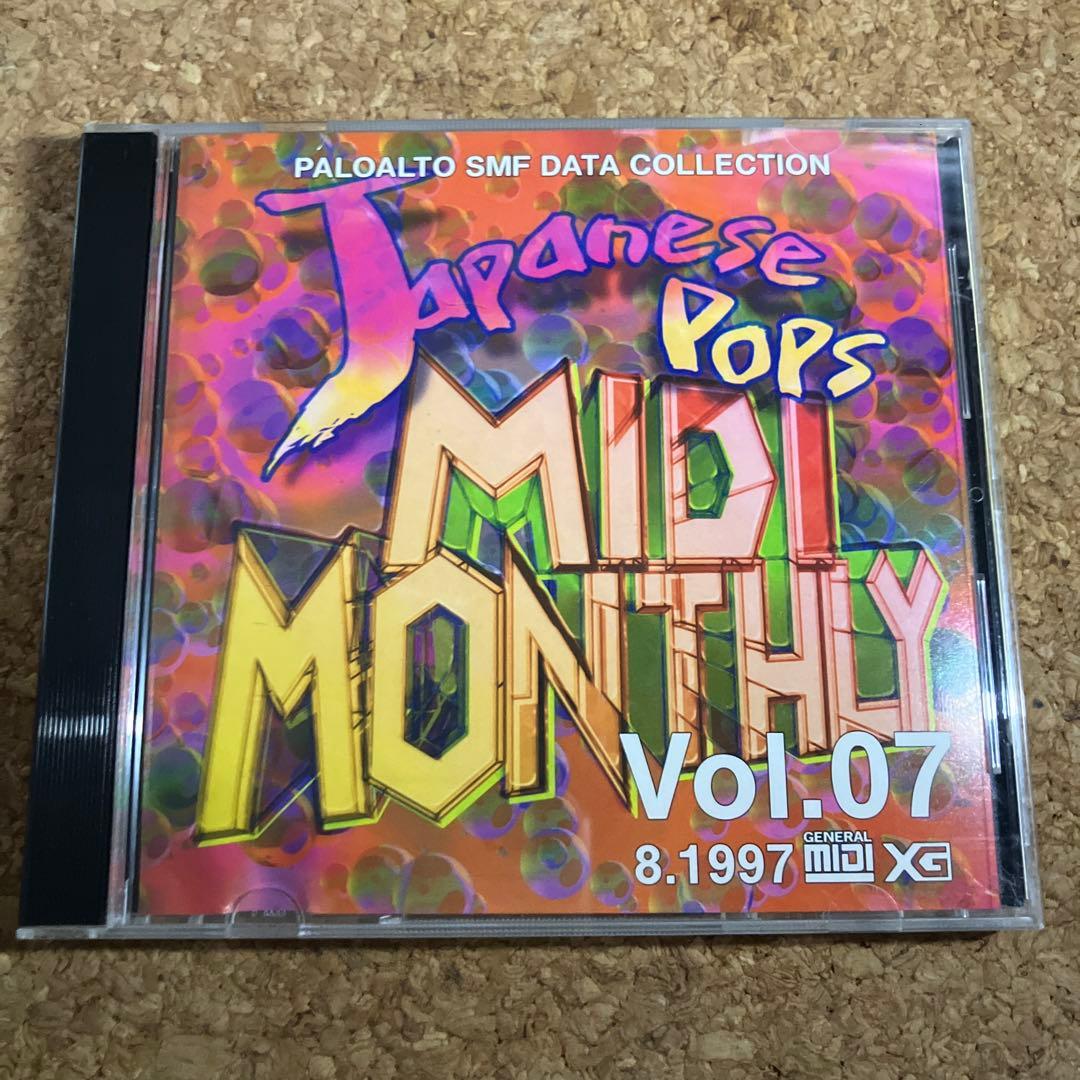 PALOALTO SMF DATA COLLECTION
Japanese
Pops
MIDI
MONTHLY
Vol.07
8.1997 GENERAL MIDI XG